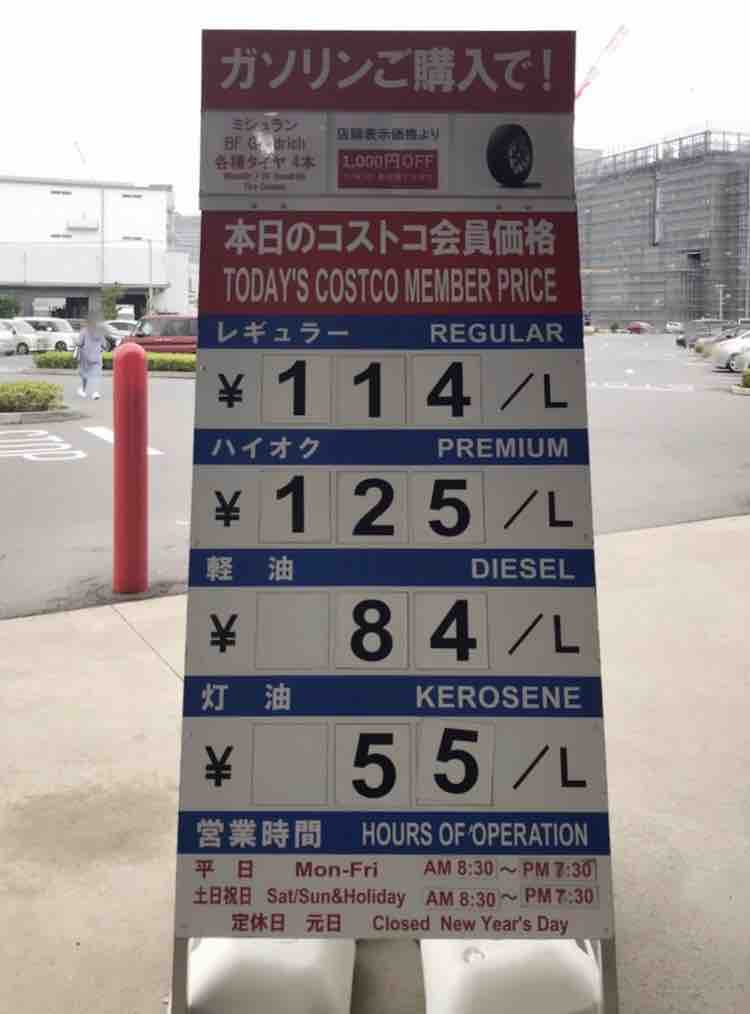 ガソリンご購入で!
ミシュラン
BF Goodrich
各種タイヤ 4本
店舗表示価格より
1,000円OFF
本日のコストコ会員価格
TODAY'S COSTCO MEMBER PRICE
レギュラー REGULAR
¥ 114 /L
ハイオク PREMIUM
¥ 125 /L
軽 油 DIESEL
¥ 84 /L
灯 油 KEROSENE
¥ 55 /L
営業時間 HOURS OF OPERATION
平 日 Mon-Fri AM 8:30 ～ PM 7:30
土日祝日 Sat/Sun&Holiday AM 8:30 ～ PM 7:30
定休日 元日 Closed New Year's Day